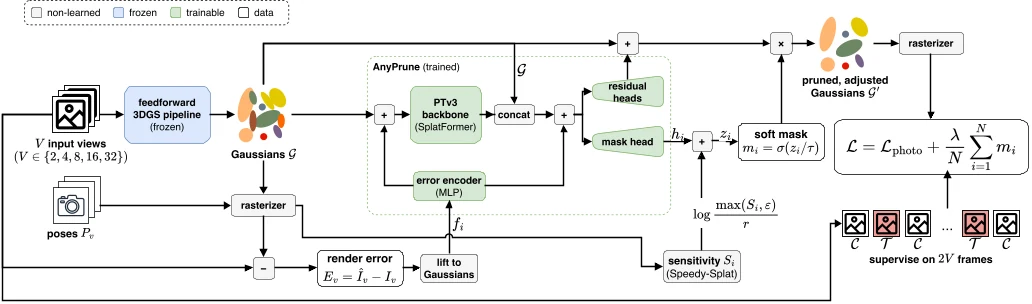 non-learned
frozen
trainable
data
AnyPrune (trained)
V input views
(V ∈ {2, 4, 8, 16, 32})
feedforward
3DGS pipeline
(frozen)
Gaussians 𝒢
+
PTv3
backbone
(SplatFormer)
𝒢
concat
+
residual
heads
mask head
error encoder
(MLP)
+
×
h_i
+
z_i
soft mask
m_i = σ(z_i/τ)
pruned, adjusted
Gaussians 𝒢′
rasterizer
ℒ = ℒ_photo + λ/N ∑_{i=1}^{N} m_i
poses P_v
rasterizer
−
render error
E_v = Î_v − I_v
lift to
Gaussians
f_i
log max(S_i, ε)/r
sensitivity S_i
(Speedy-Splat)
𝒞 𝒯 𝒞 ... 𝒯 𝒞
supervise on 2V frames